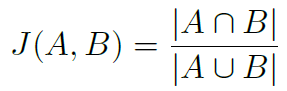 J(A, B) = |A ∩ B| / |A ∪ B|